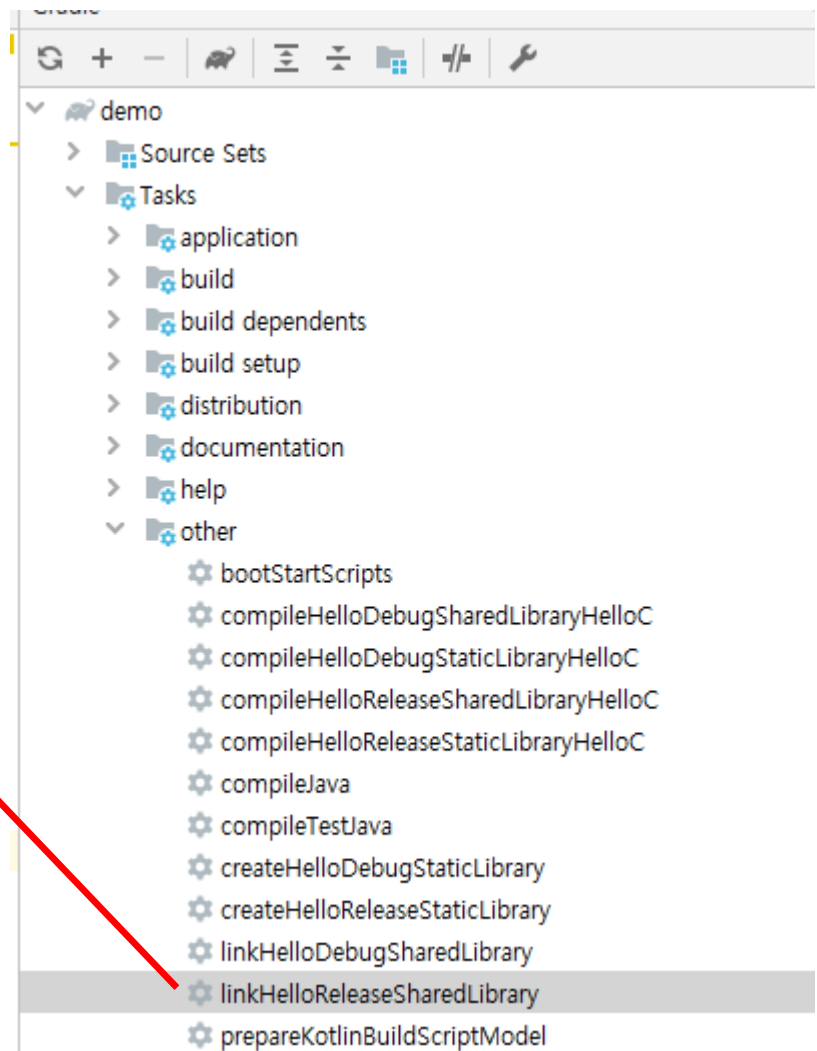 demo
Source Sets
Tasks
application
build
build dependents
build setup
distribution
documentation
help
other
bootStartScripts
compileHelloDebugSharedLibraryHelloC
compileHelloDebugStaticLibraryHelloC
compileHelloReleaseSharedLibraryHelloC
compileHelloReleaseStaticLibraryHelloC
compileJava
compileTestJava
createHelloDebugStaticLibrary
createHelloReleaseStaticLibrary
linkHelloDebugSharedLibrary
linkHelloReleaseSharedLibrary
prepareKotlinBuildScriptModel